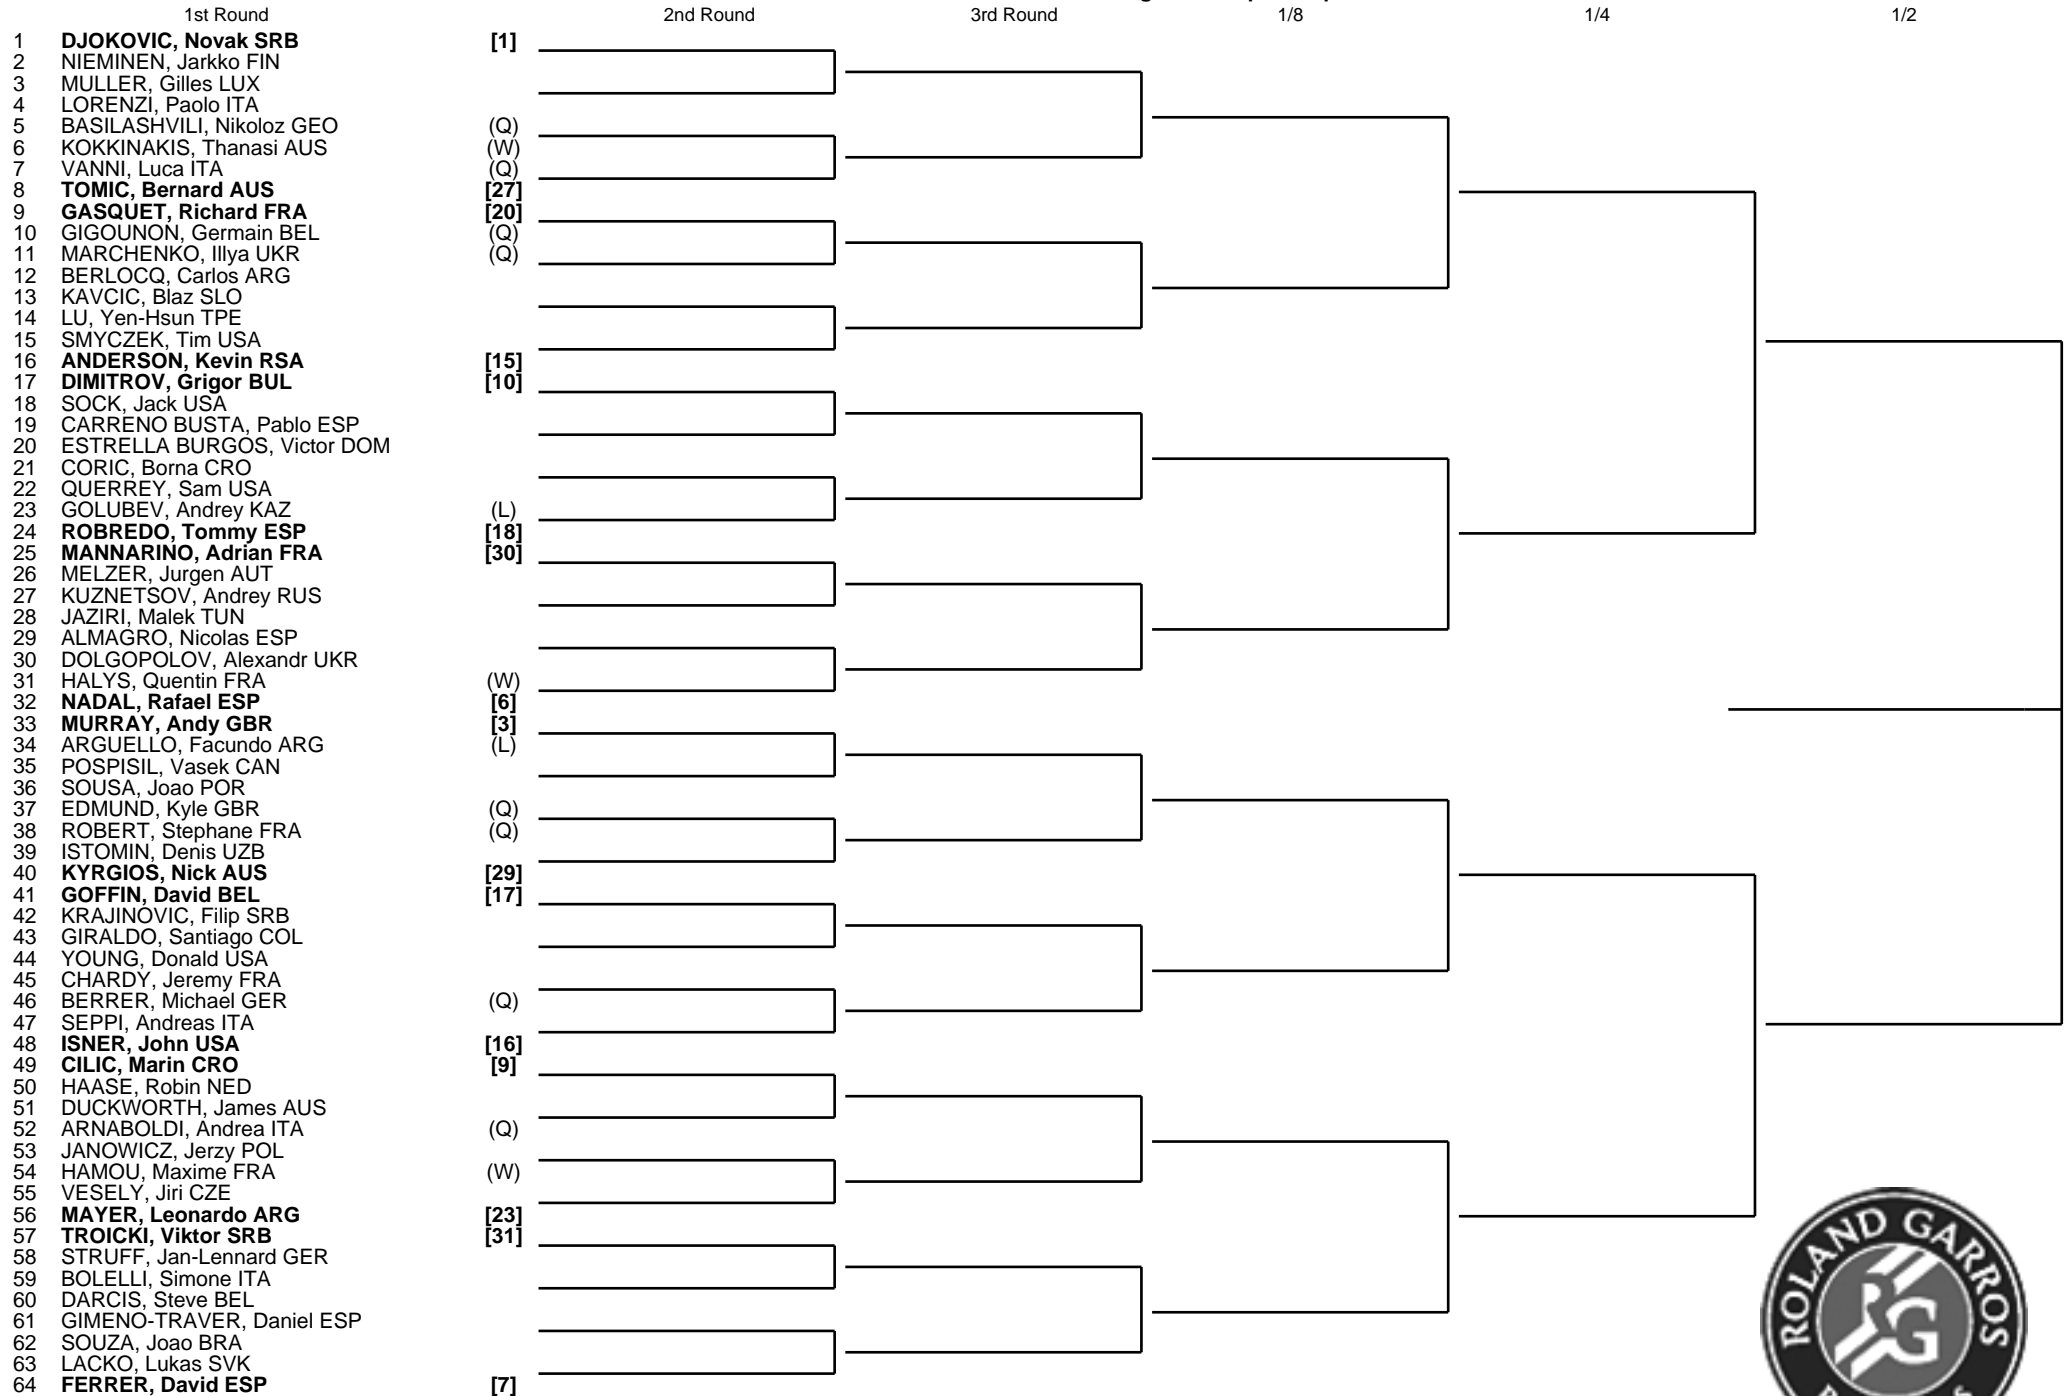 1st Round 2nd Round 3rd Round 1/8 1/4 1/2
1 DJOKOVIC, Novak SRB [1]
2 NIEMINEN, Jarkko FIN
3 MULLER, Gilles LUX
4 LORENZI, Paolo ITA
5 BASILASHVILI, Nikoloz GEO (Q)
6 KOKKINAKIS, Thanasi AUS (W)
7 VANNI, Luca ITA (Q)
8 TOMIC, Bernard AUS [27]
9 GASQUET, Richard FRA [20]
10 GIGOUNON, Germain BEL (Q)
11 MARCHENKO, Illya UKR (Q)
12 BERLOCQ, Carlos ARG
13 KAVCIC, Blaz SLO
14 LU, Yen-Hsun TPE
15 SMYCZEK, Tim USA
16 ANDERSON, Kevin RSA [15]
17 DIMITROV, Grigor BUL [10]
18 SOCK, Jack USA
19 CARRENO BUSTA, Pablo ESP
20 ESTRELLA BURGOS, Victor DOM
21 CORIC, Borna CRO
22 QUERREY, Sam USA
23 GOLUBEV, Andrey KAZ (L)
24 ROBREDO, Tommy ESP [18]
25 MANNARINO, Adrian FRA [30]
26 MELZER, Jurgen AUT
27 KUZNETSOV, Andrey RUS
28 JAZIRI, Malek TUN
29 ALMAGRO, Nicolas ESP
30 DOLGOPOLOV, Alexandr UKR
31 HALYS, Quentin FRA (W)
32 NADAL, Rafael ESP [6]
33 MURRAY, Andy GBR [3]
34 ARGUELLO, Facundo ARG (L)
35 POSPISIL, Vasek CAN
36 SOUSA, Joao POR
37 EDMUND, Kyle GBR (Q)
38 ROBERT, Stephane FRA (Q)
39 ISTOMIN, Denis UZB
40 KYRGIOS, Nick AUS [29]
41 GOFFIN, David BEL [17]
42 KRAJINOVIC, Filip SRB
43 GIRALDO, Santiago COL
44 YOUNG, Donald USA
45 CHARDY, Jeremy FRA
46 BERRER, Michael GER (Q)
47 SEPPI, Andreas ITA
48 ISNER, John USA [16]
49 CILIC, Marin CRO [9]
50 HAASE, Robin NED
51 DUCKWORTH, James AUS
52 ARNABOLDI, Andrea ITA (Q)
53 JANOWICZ, Jerzy POL
54 HAMOU, Maxime FRA (W)
55 VESELY, Jiri CZE
56 MAYER, Leonardo ARG [23]
57 TROICKI, Viktor SRB [31]
58 STRUFF, Jan-Lennard GER
59 BOLELLI, Simone ITA
60 DARCIS, Steve BEL
61 GIMENO-TRAVER, Daniel ESP
62 SOUZA, Joao BRA
63 LACKO, Lukas SVK
64 FERRER, David ESP [7]
ROLAND GARROS
RG